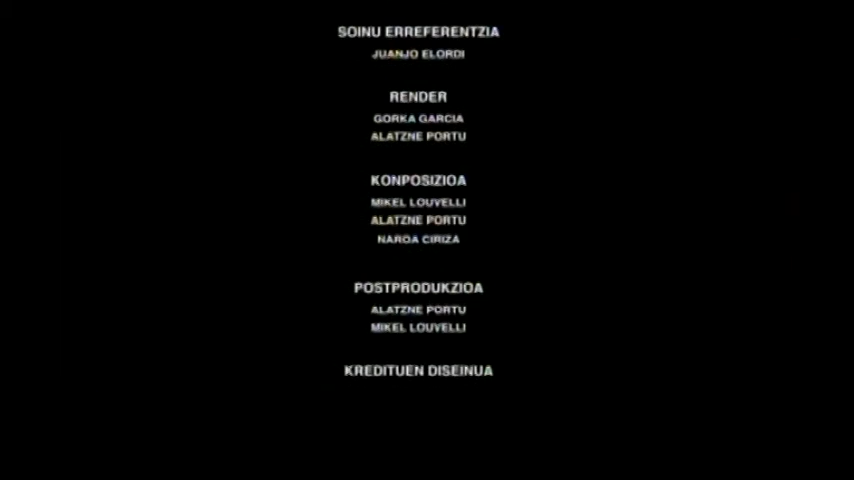 SOINU ERREFERENTZIA
JUANJO ELORDI
RENDER
GORKA GARCIA
ALATZNE PORTU
KONPOSIZIOA
MIKEL LOUVELLI
ALATZNE PORTU
NAROA CIRIZA
POSTPRODUKZIOA
ALATZNE PORTU
MIKEL LOUVELLI
KREDITUEN DISEINUA